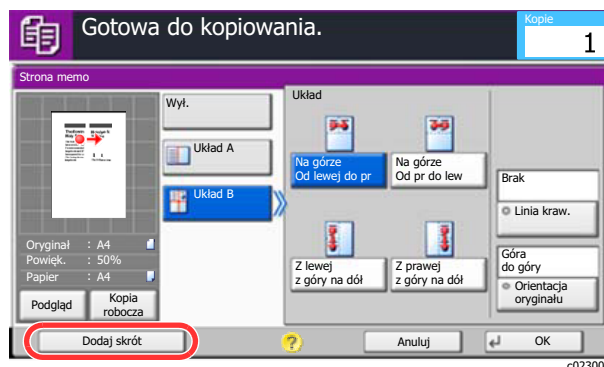 Gotowa do kopiowania.
Kopie
1
Strona memo
Wył.
Układ A
Układ B
Układ
Na górze
Od lewej do pr
Na górze
Od pr do lew
Z lewej
z góry na dół
Z prawej
z góry na dół
Brak
Linia kraw.
Góra
do góry
Orientacja
oryginału
Oryginał : A4
Powięk. : 50%
Papier : A4
Podgląd
Kopia
robocza
Dodaj skrót
?
Anuluj
OK
c02300